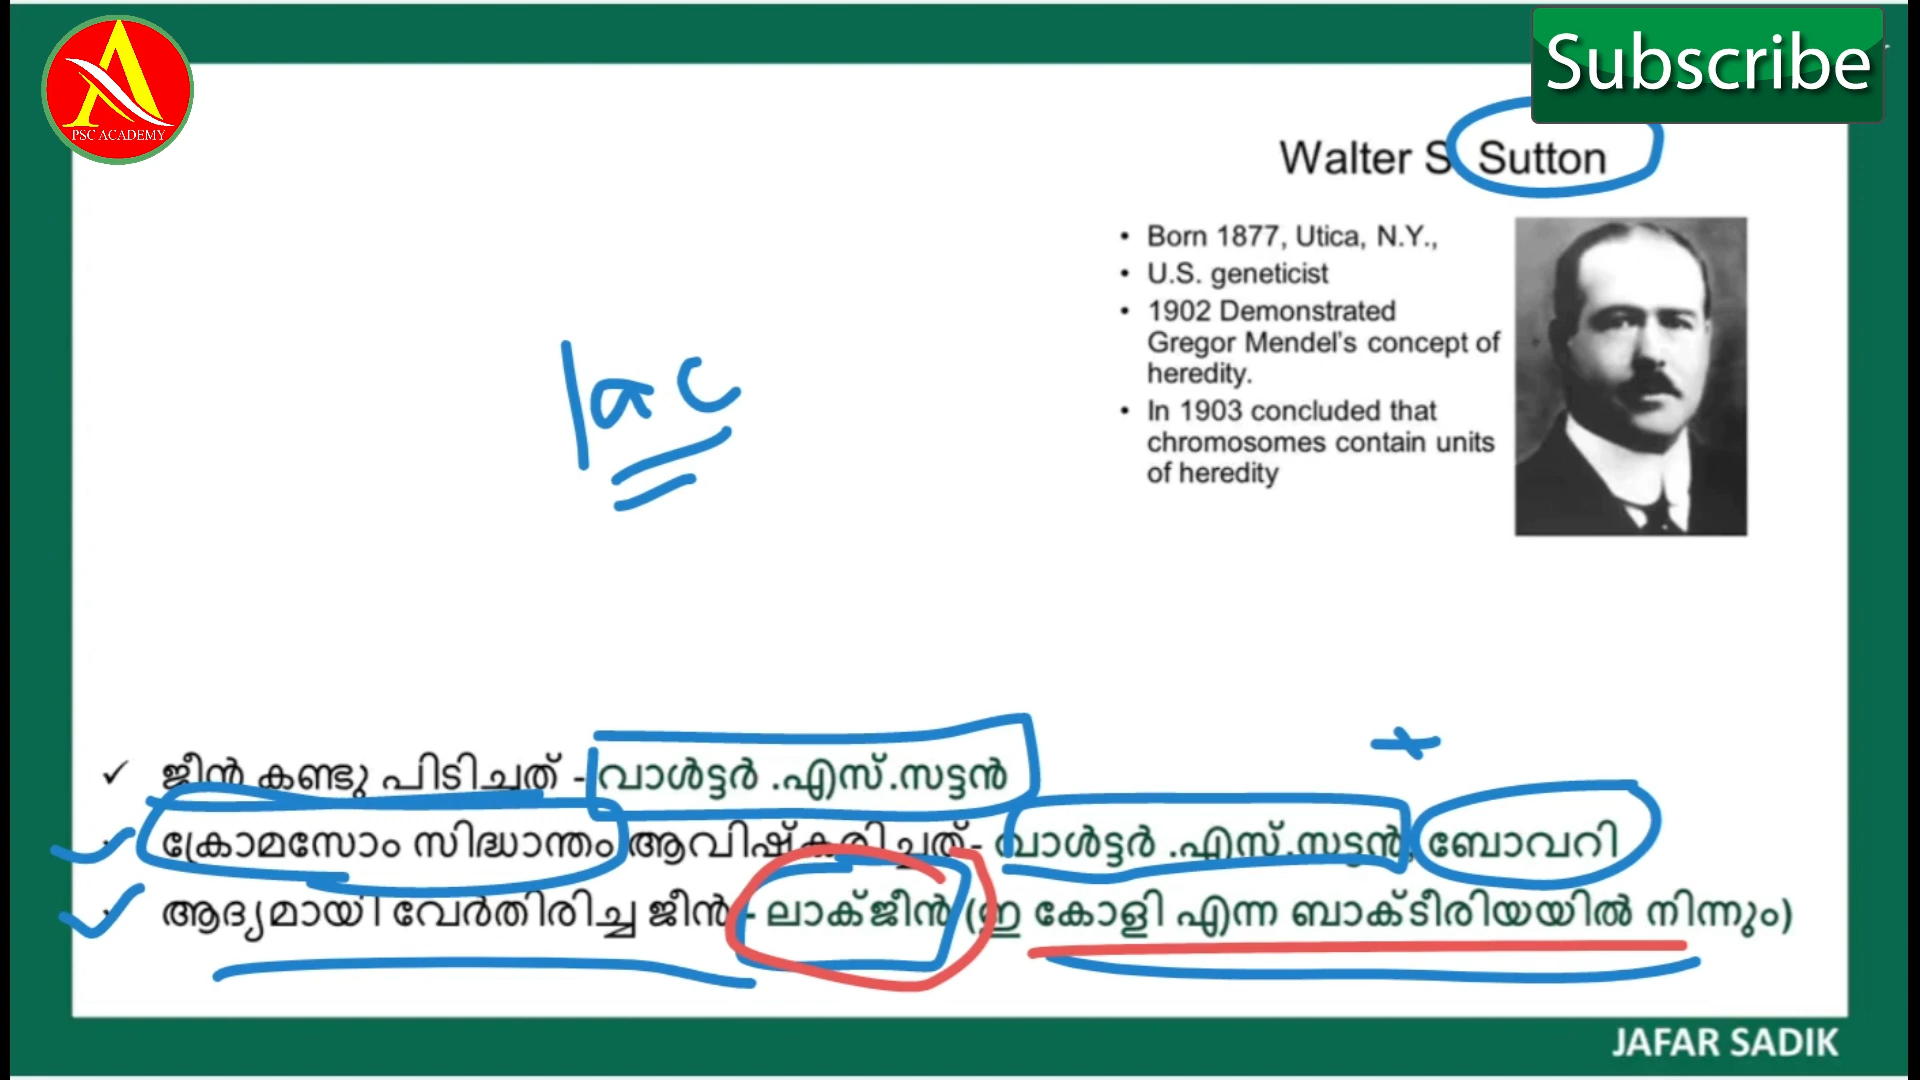 A
PSC ACADEMY
Subscribe
Walter S Sutton
• Born 1877, Utica, N.Y.,
• U.S. geneticist
• 1902 Demonstrated
Gregor Mendel's concept of
heredity.
• In 1903 concluded that
chromosomes contain units
of heredity
lac
✓ ജീൻ കണ്ടു പിടിച്ചത് - വാൾട്ടർ .എസ്.സട്ടൻ
ക്രോമസോം സിദ്ധാന്തം ആവിഷ്കരിച്ചത്- വാൾട്ടർ .എസ്.സട്ടൻ, ബോവറി
ആദ്യമായി വേർതിരിച്ച ജീൻ - ലാക്ജീൻ (ഇ കോളി എന്ന ബാക്ടീരിയയിൽ നിന്നും)
JAFAR SADIK